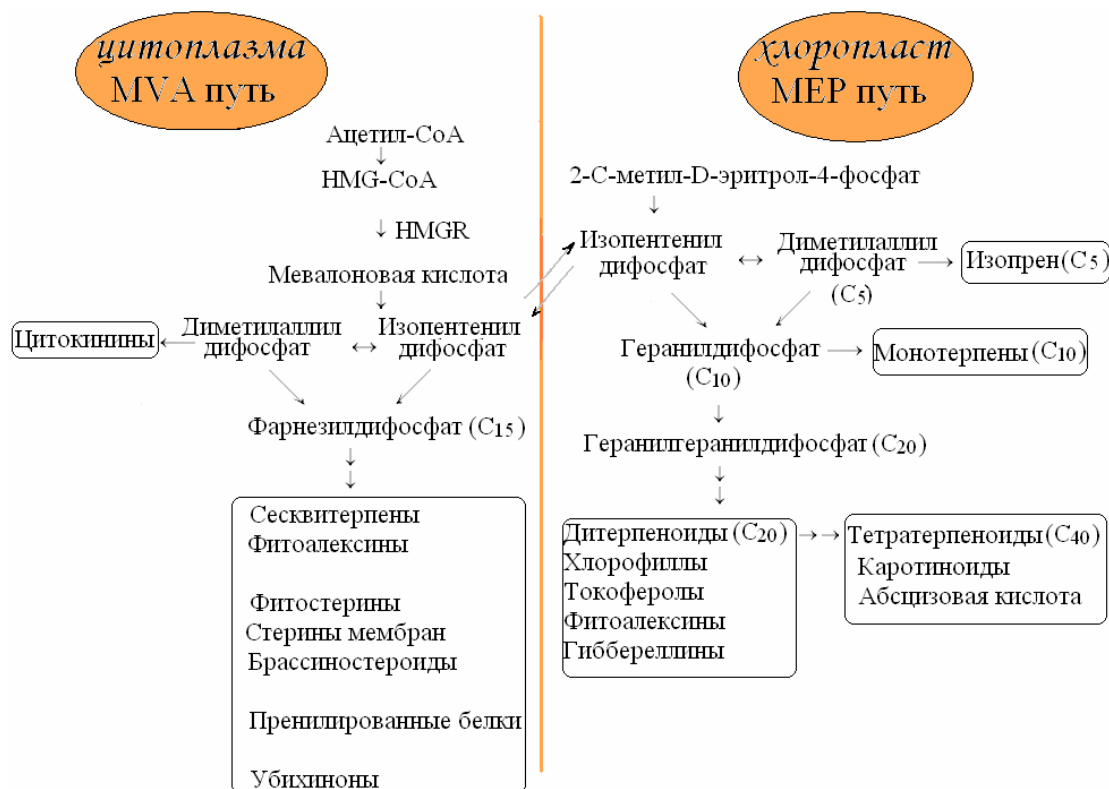 цитоплазма
MVA путь
Ацетил-СоА
HMG-CoA
HMGR
Мевалоновая кислота
Цитокинины
Диметилаллил
дифосфат
Изопентенил
дифосфат
Фарнезилдифосфат (C15)
Сесквитерпены
Фитоалексины
Фитостерины
Стерины мембран
Брассиностероиды
Пренилированные белки
Убихиноны
хлоропласт
МЕР путь
2-С-метил-D-эритрол-4-фосфат
Изопентенил
дифосфат
Диметилаллил
дифосфат
(C5)
Изопрен (C5)
Геранилдифосфат
(C10)
Монотерпены (C10)
Геранилгеранилдифосфат (C20)
Дитерпеноиды (C20)
Хлорофиллы
Токоферолы
Фитоалексины
Гиббереллины
Тетратерпеноиды (C40)
Каротиноиды
Абсцизовая кислота